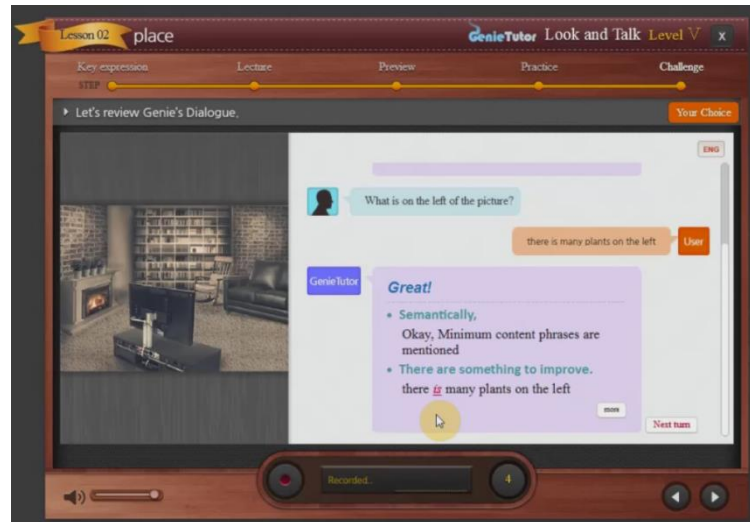 Lesson 02
place
GenieTutor Look and Talk Level V X
Key expression
Lecture
Preview
Practice
Challenge
STEP
Let's review Genie's Dialogue,
Your Choice
ENG
What is on the left of the picture?
there is many plants on the left
User
GenieTutor
Great!
• Semantically,
Okay, Minimum content phrases are
mentioned
• There are something to improve.
there is many plants on the left
more
Next turn
Recorded..
4